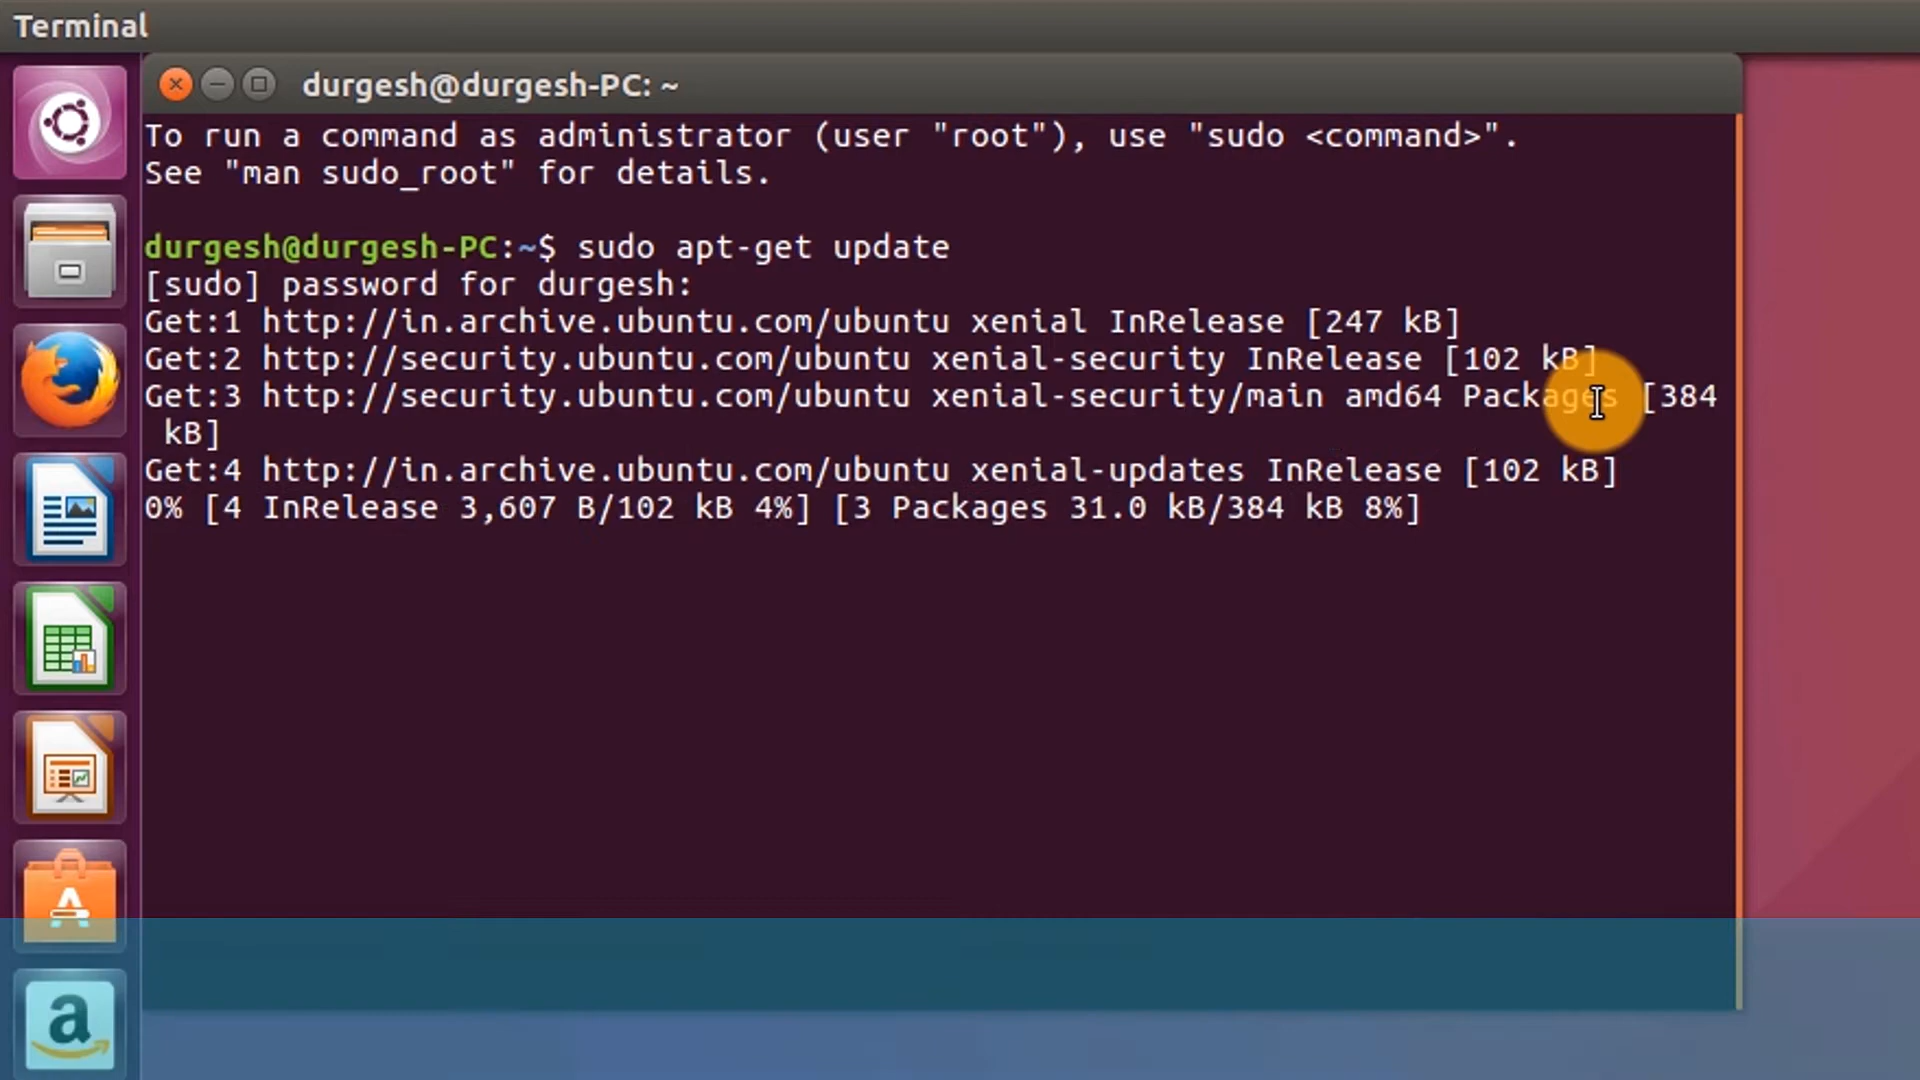 Terminal
durgesh@durgesh-PC: ~
To run a command as administrator (user "root"), use "sudo <command>".
See "man sudo_root" for details.
durgesh@durgesh-PC:~$ sudo apt-get update
[sudo] password for durgesh:
Get:1 http://in.archive.ubuntu.com/ubuntu xenial InRelease [247 kB]
Get:2 http://security.ubuntu.com/ubuntu xenial-security InRelease [102 kB]
Get:3 http://security.ubuntu.com/ubuntu xenial-security/main amd64 Packages [384
kB]
Get:4 http://in.archive.ubuntu.com/ubuntu xenial-updates InRelease [102 kB]
0% [4 InRelease 3,607 B/102 kB 4%] [3 Packages 31.0 kB/384 kB 8%]